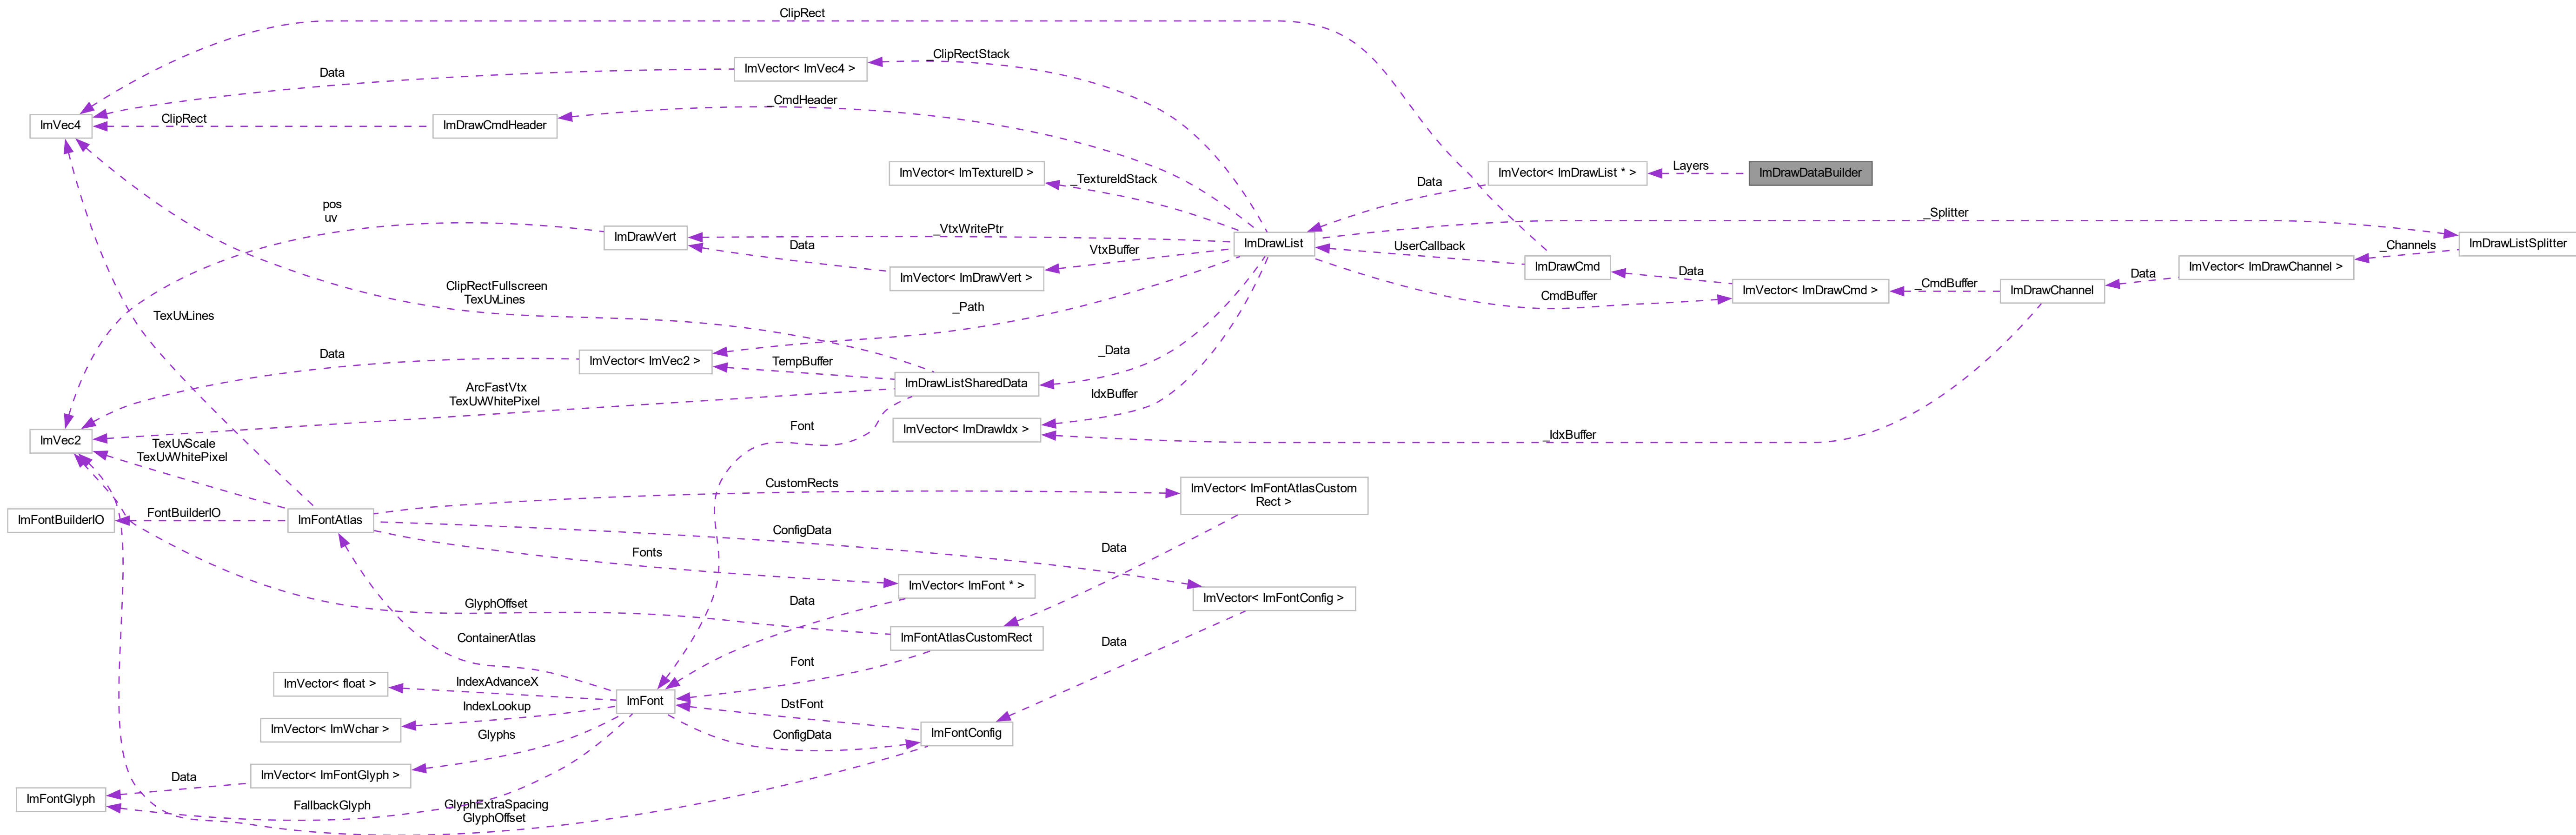 ClipRect
_ClipRectStack
ImVector< ImVec4 >
Data
_CmdHeader
ImVec4
ClipRect
ImDrawCmdHeader
ImVector< ImTextureID >
_TextureIdStack
ImVector< ImDrawList * >
Layers
ImDrawDataBuilder
Data
pos
uv
ImDrawVert
_VtxWritePtr
Data
VtxBuffer
ImVector< ImDrawVert >
ImDrawList
_Splitter
UserCallback
ImDrawCmd
Data
CmdBuffer
ImVector< ImDrawCmd >
_CmdBuffer
ImDrawChannel
Data
ImVector< ImDrawChannel >
_Channels
ImDrawListSplitter
ClipRectFullscreen
TexUvLines
TexUvLines
_Path
Data
ImVector< ImVec2 >
TempBuffer
_Data
ImDrawListSharedData
ArcFastVtx
TexUvWhitePixel
IdxBuffer
Font
ImVector< ImDrawIdx >
_IdxBuffer
ImVec2
TexUvScale
TexUvWhitePixel
CustomRects
ImVector< ImFontAtlasCustom
Rect >
ImFontBuilderIO
FontBuilderIO
ImFontAtlas
ConfigData
Fonts
Data
ImVector< ImFont * >
ImVector< ImFontConfig >
GlyphOffset
Data
ContainerAtlas
ImFontAtlasCustomRect
Data
Font
ImVector< float >
IndexAdvanceX
ImFont
IndexLookup
DstFont
ImVector< ImWchar >
Glyphs
ConfigData
ImFontConfig
ImVector< ImFontGlyph >
Data
ImFontGlyph
FallbackGlyph
GlyphExtraSpacing
GlyphOffset